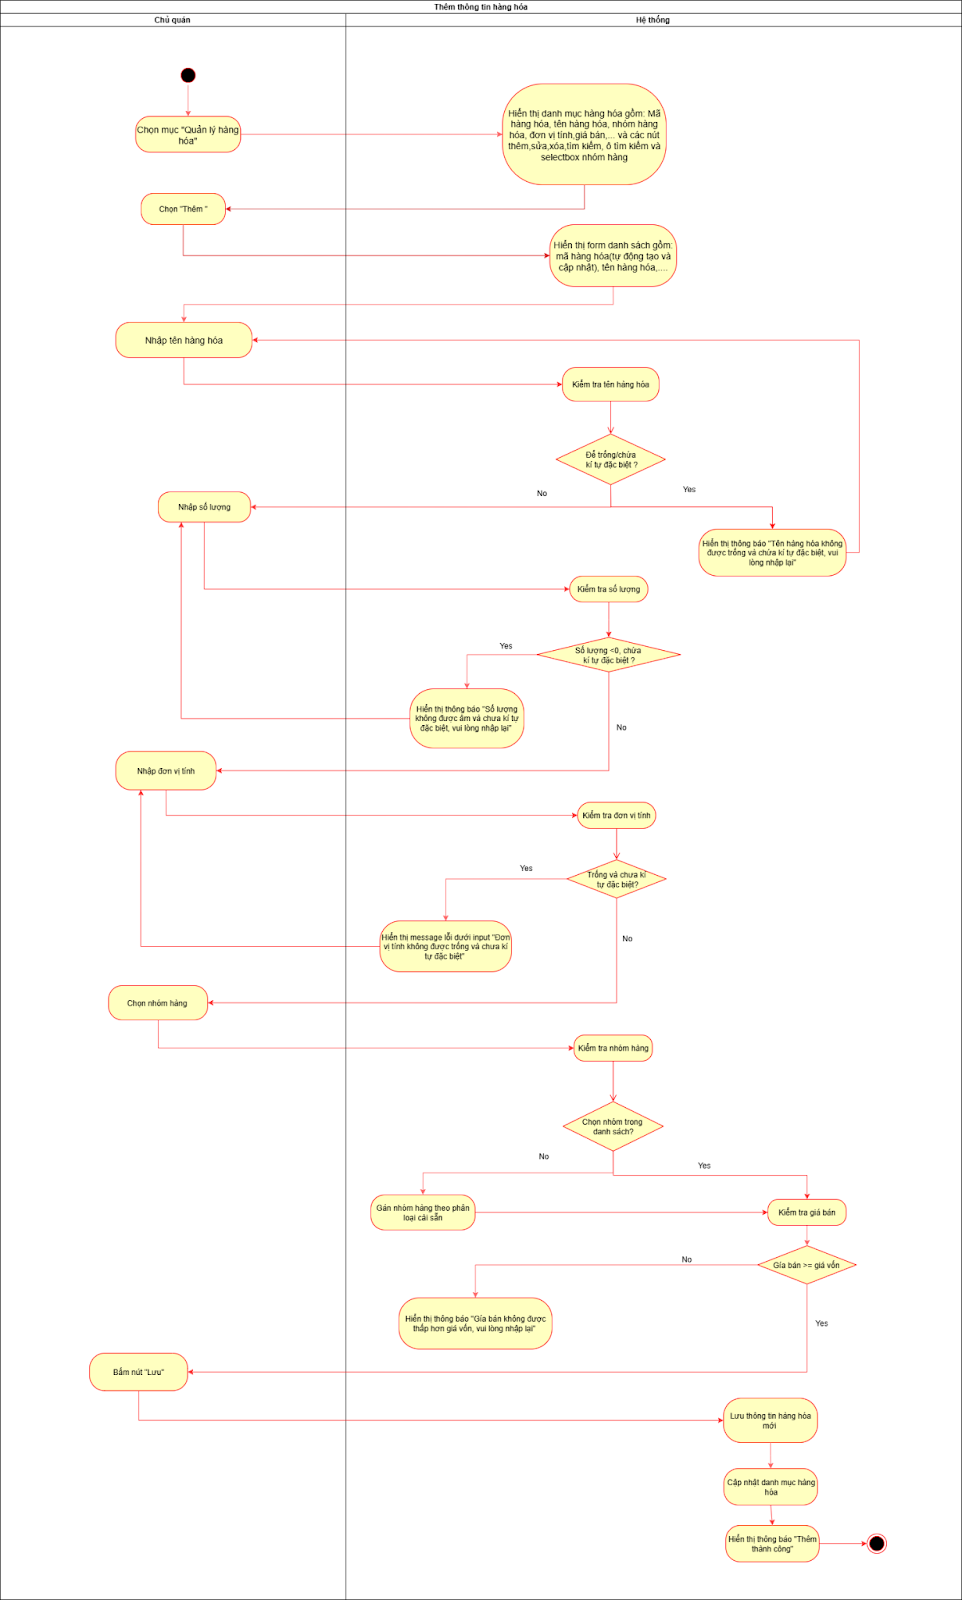 Thêm thông tin hàng hóa
Chủ quán
Hệ thống
Chọn mục "Quản lý hàng
hóa"
Hiển thị danh mục hàng hóa gồm: Mã
hàng hóa, tên hàng hóa, nhóm hàng
hóa, đơn vị tính,giá bán,... và các nút
thêm,sửa,xóa,tìm kiếm, ô tìm kiếm và
selectbox nhóm hàng
Chọn "Thêm "
Hiển thị form danh sách gồm:
mã hàng hóa(tự động tạo và
cập nhật), tên hàng hóa,....
Nhập tên hàng hóa
Kiểm tra tên hàng hóa
Để trống/chứa
kí tự đặc biệt ?
No
Yes
Nhập số lượng
Hiển thị thông báo "Tên hàng hóa không
được trống và chứa kí tự đặc biệt, vui
lòng nhập lại"
Kiểm tra số lượng
Số lượng <0, chứa
kí tự đặc biệt ?
Yes
Hiển thị thông báo "Số lượng
không được âm và chưa kí tự
đặc biệt, vui lòng nhập lại"
No
Nhập đơn vị tính
Kiểm tra đơn vị tính
Trống và chưa kí
tự đặc biệt?
Yes
Hiển thị message lỗi dưới input "Đơn
vị tính không được trống và chưa kí
tự đặc biệt"
No
Chọn nhóm hàng
Kiểm tra nhóm hàng
Chọn nhóm trong
danh sách?
No
Yes
Gán nhóm hàng theo phân
loại cài sẵn
Kiểm tra giá bán
Gía bán >= giá vốn
No
Hiển thị thông báo "Gía bán không được
thấp hơn giá vốn, vui lòng nhập lại"
Yes
Bấm nút "Lưu"
Lưu thông tin hàng hóa
mới
Cập nhật danh mục hàng
hóa
Hiển thị thông báo "Thêm
thành công"